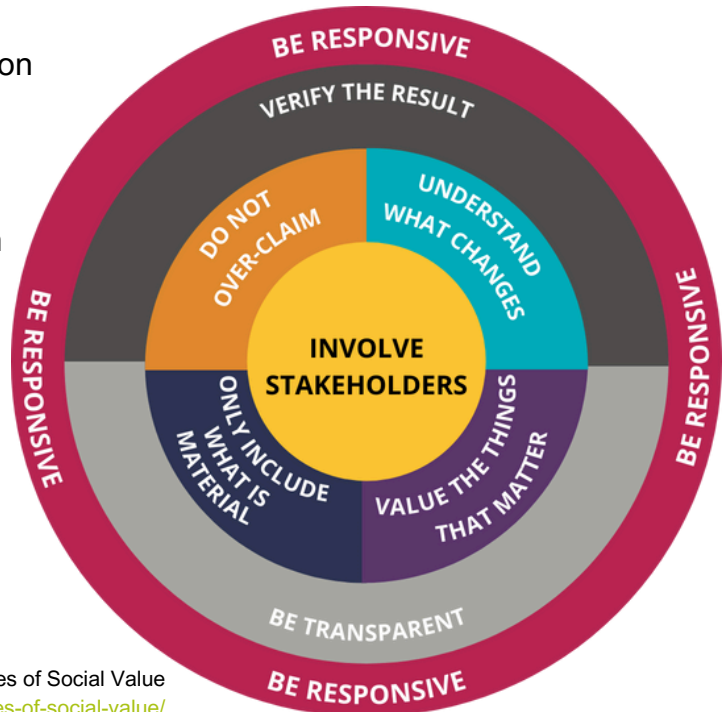 on
BE RESPONSIVE
VERIFY THE RESULT
DO NOT
OVER-CLAIM
UNDERSTAND
WHAT CHANGES
BE RESPONSIVE
INVOLVE
STAKEHOLDERS
BE RESPONSIVE
ONLY INCLUDE
WHAT IS
MATERIAL
VALUE THE THINGS
THAT MATTER
BE TRANSPARENT
BE RESPONSIVE
es of Social Value
es-of-social-value/